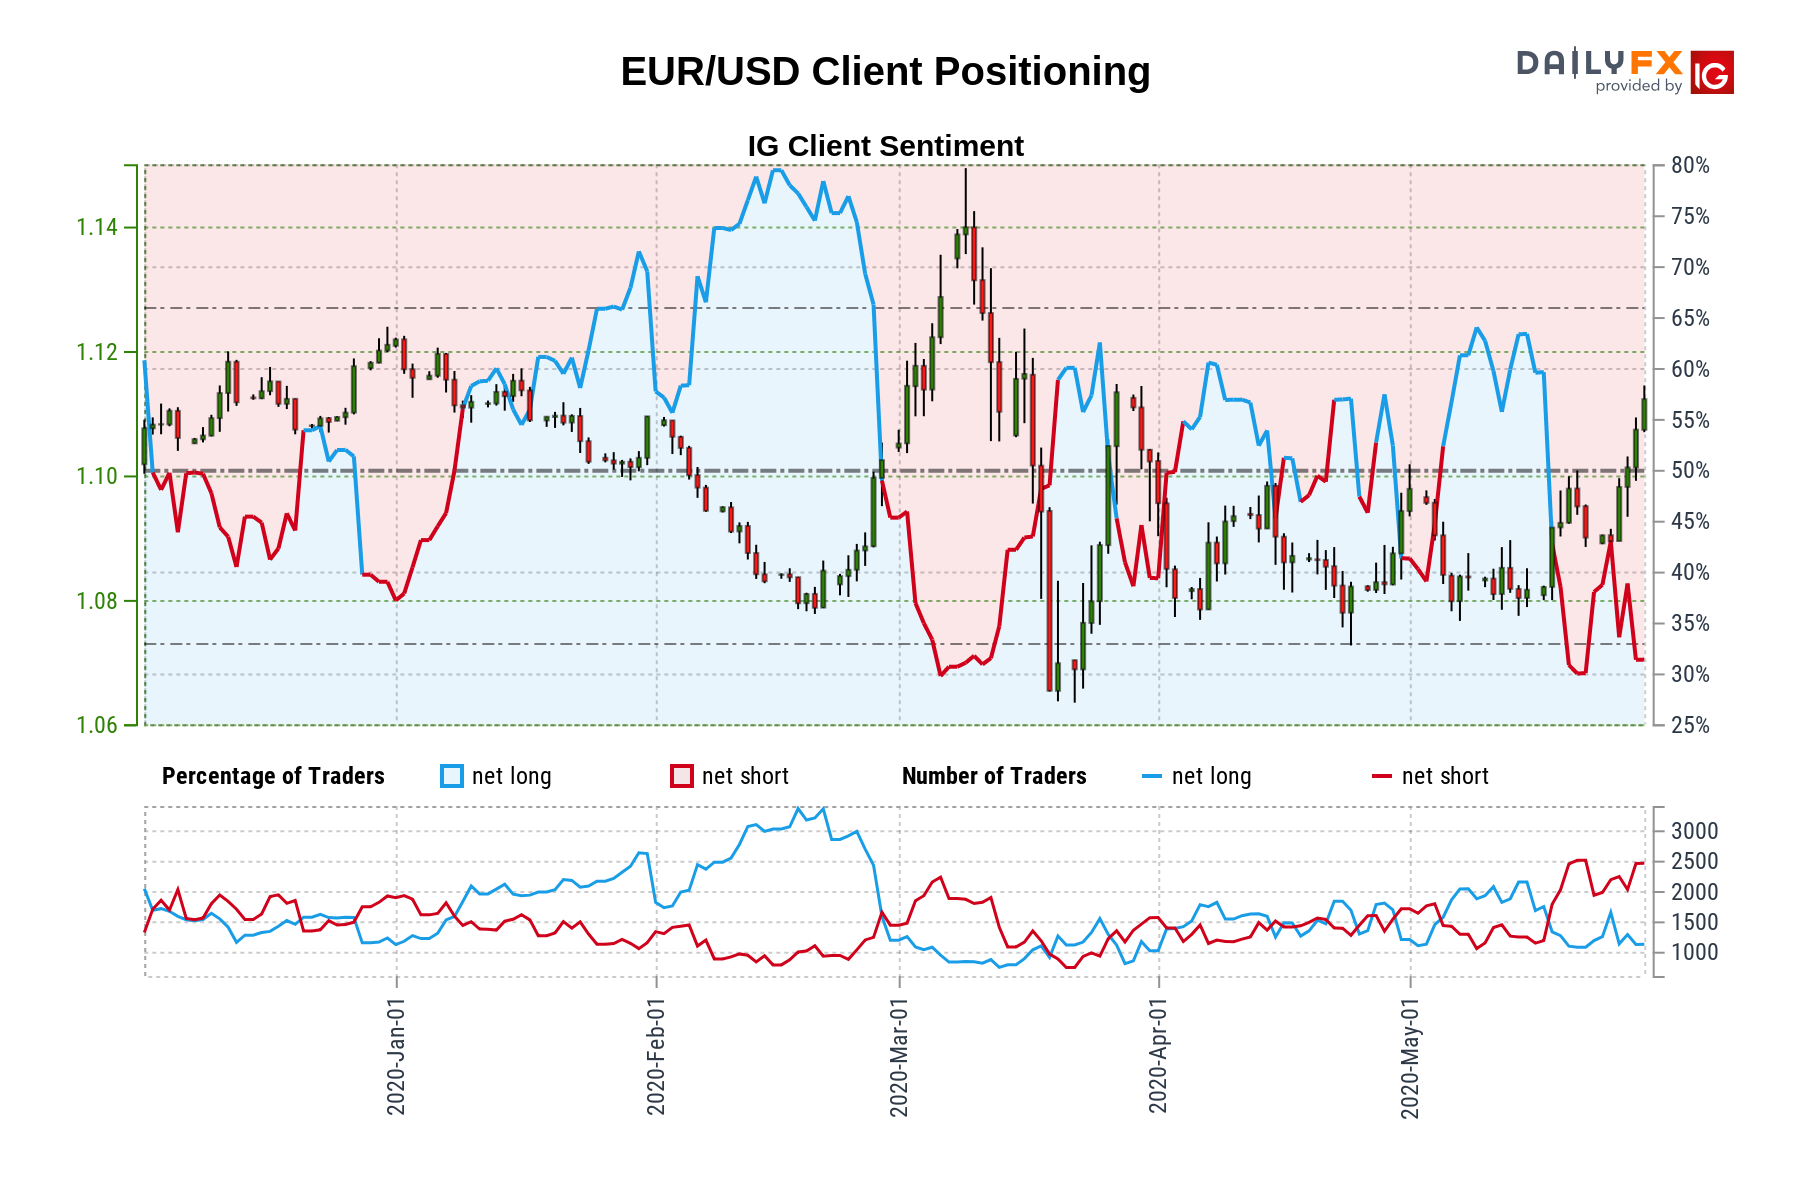 EUR/USD Client Positioning
DAILYFX
provided by IG
IG Client Sentiment
1.14
1.12
1.10
1.08
1.06
80%
75%
70%
65%
60%
55%
50%
45%
40%
35%
30%
25%
Percentage of Traders net long net short Number of Traders net long net short
3000
2500
2000
1500
1000
2020-Jan-01
2020-Feb-01
2020-Mar-01
2020-Apr-01
2020-May-01